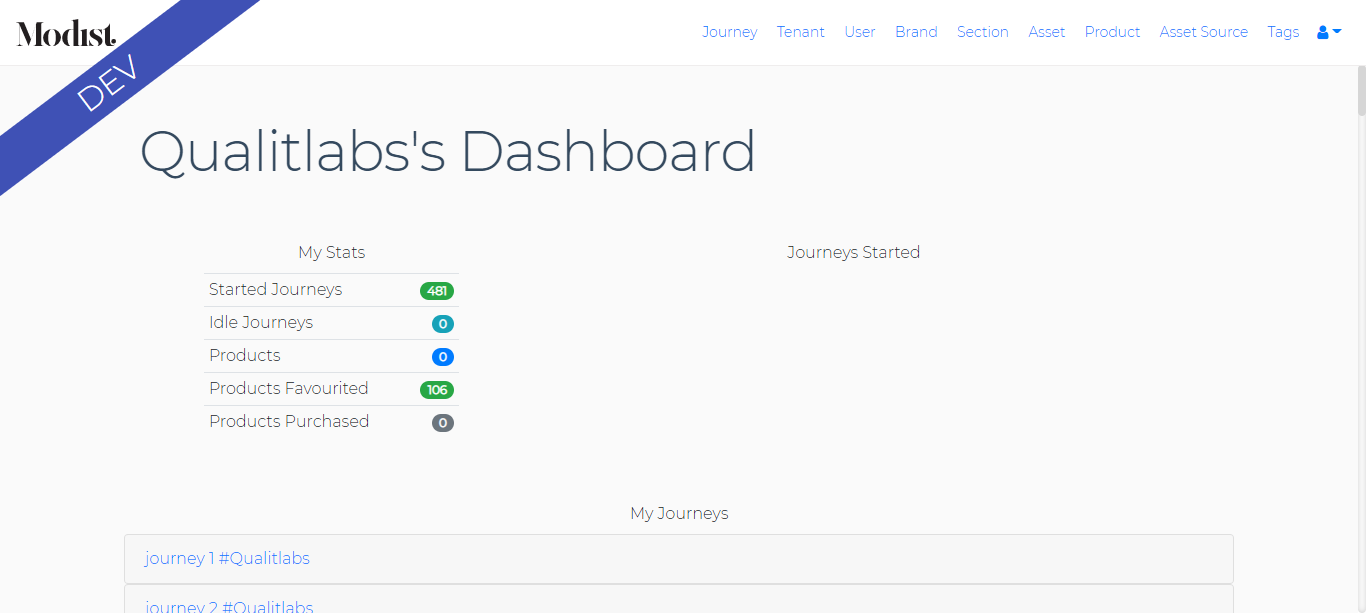 Modist.
Journey Tenant User Brand Section Asset Product Asset Source Tags
DEV
Qualitlabs's Dashboard
My Stats
Started Journeys 481
Idle Journeys 0
Products 0
Products Favourited 106
Products Purchased 0
Journeys Started
My Journeys
journey 1 #Qualitlabs
journey 2 #Qualitlabs